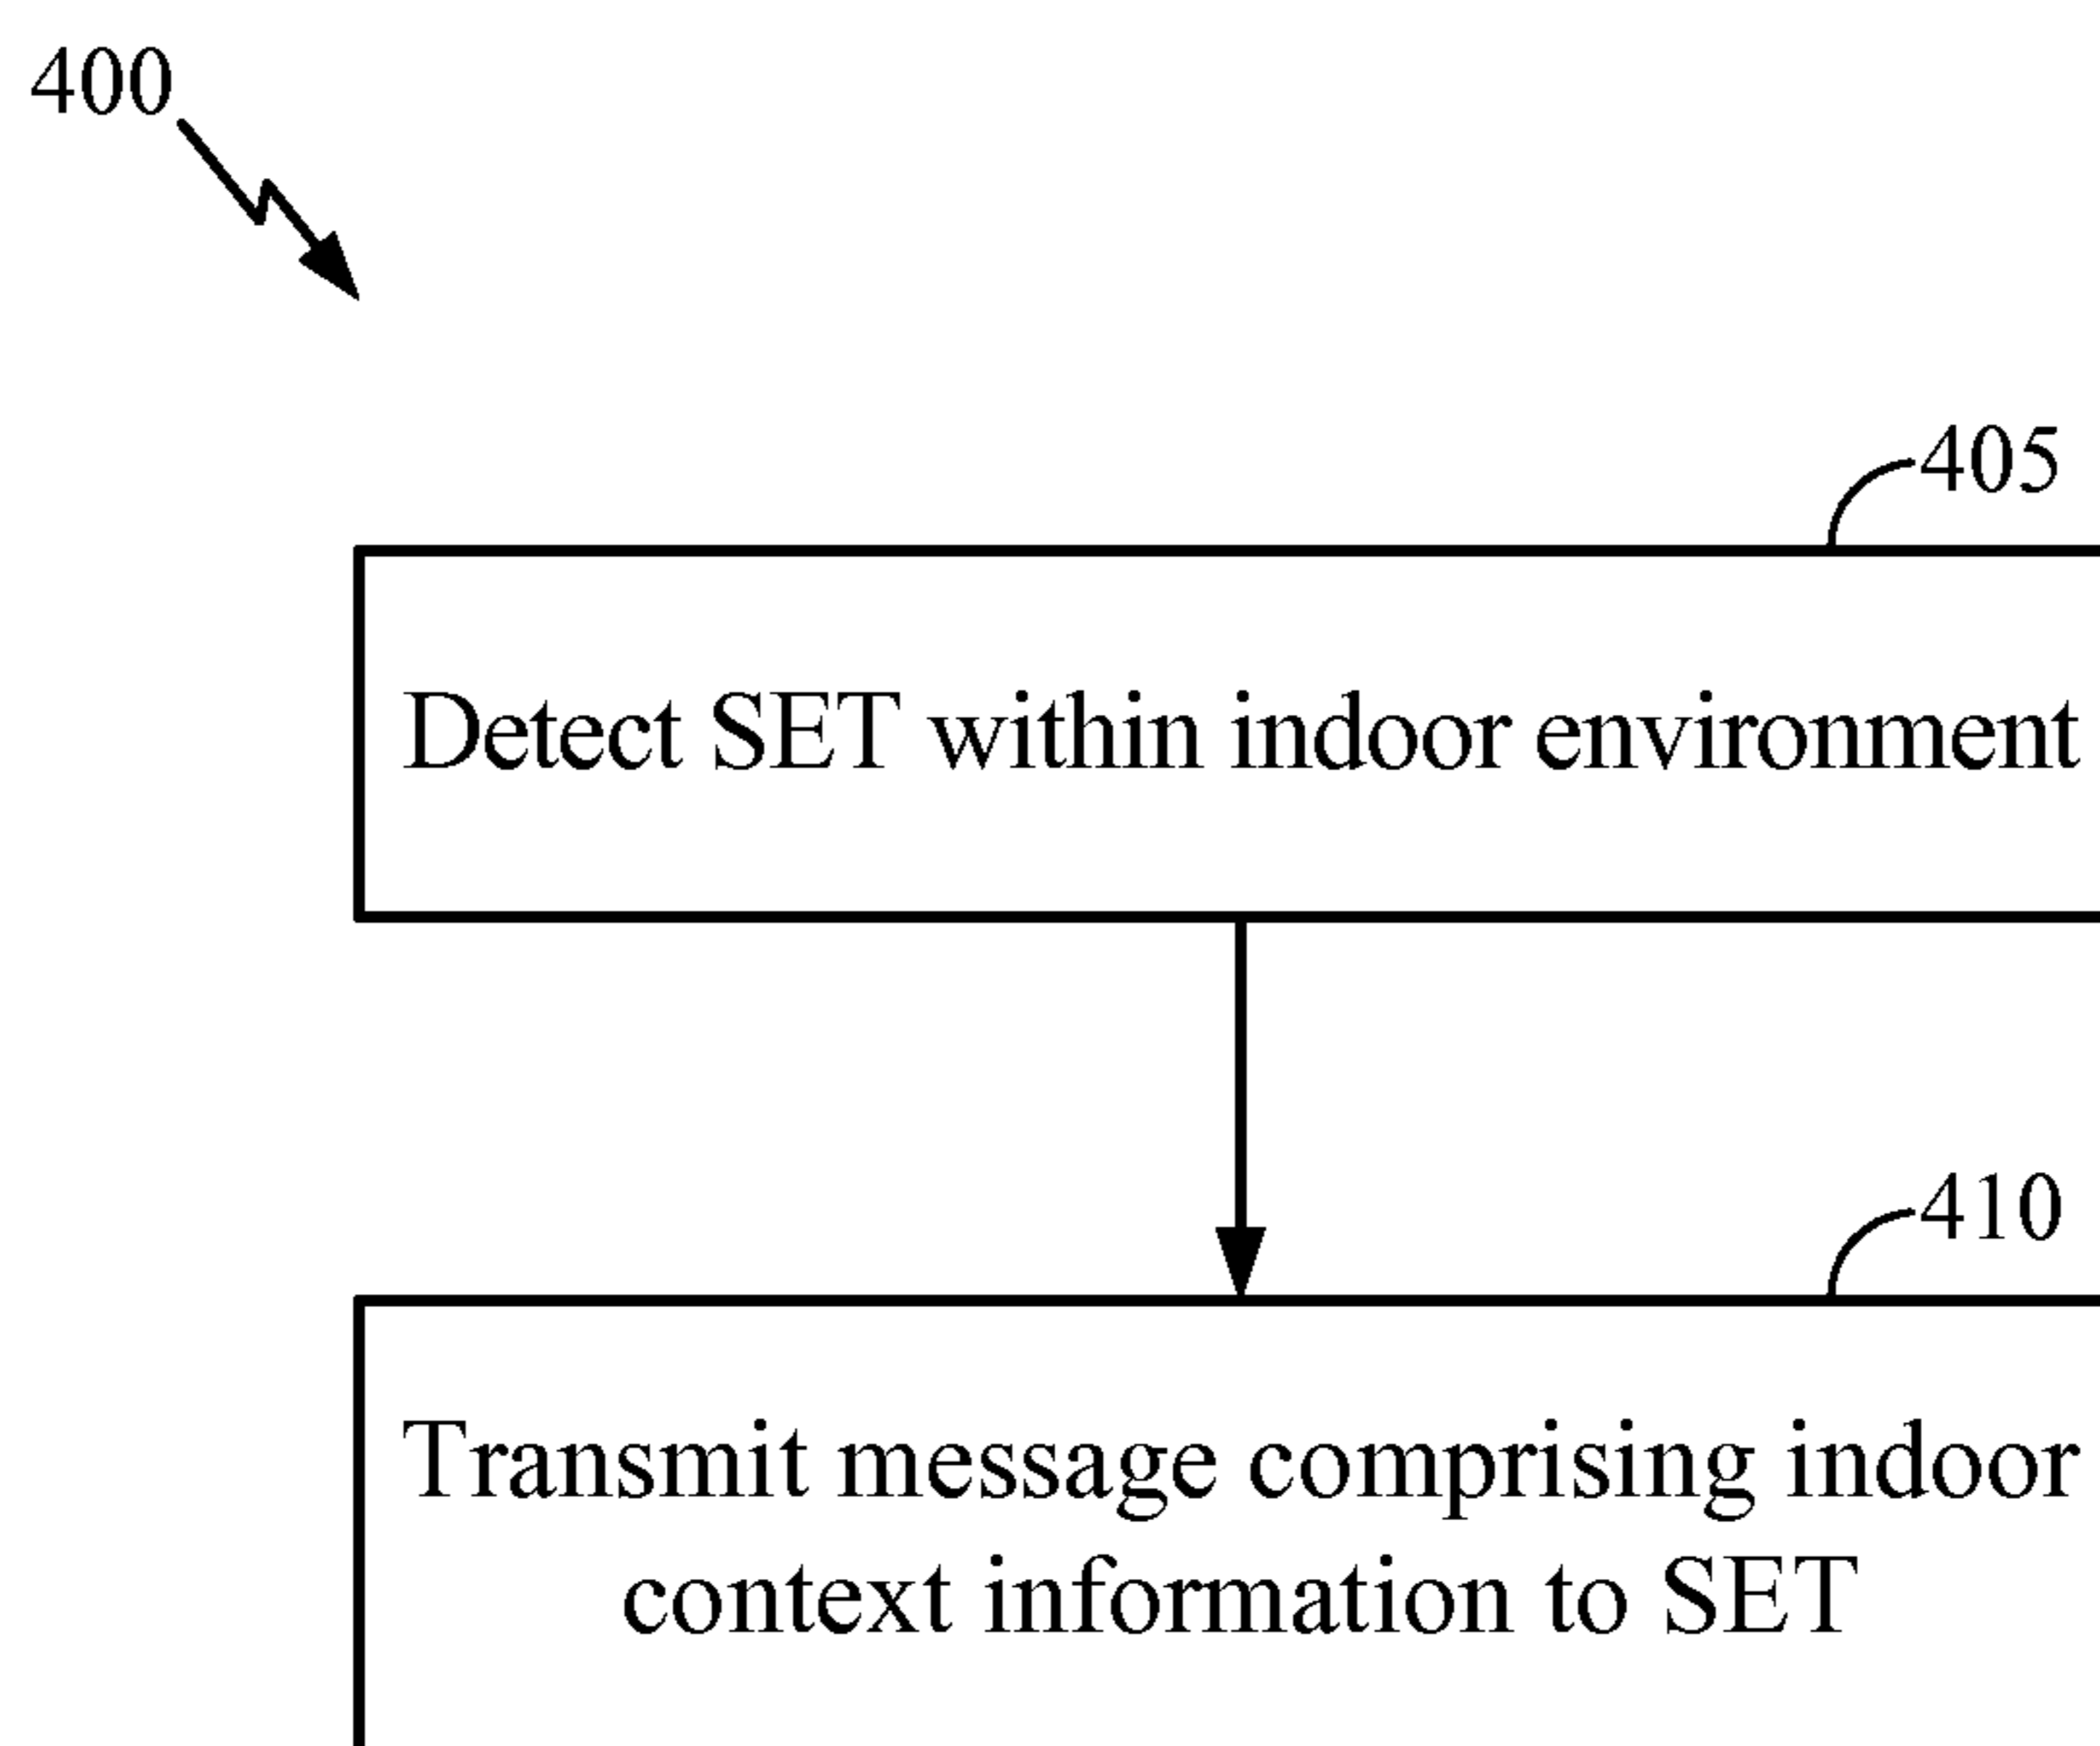 400
405
Detect SET within indoor environment
410
Transmit message comprising indoor
context information to SET